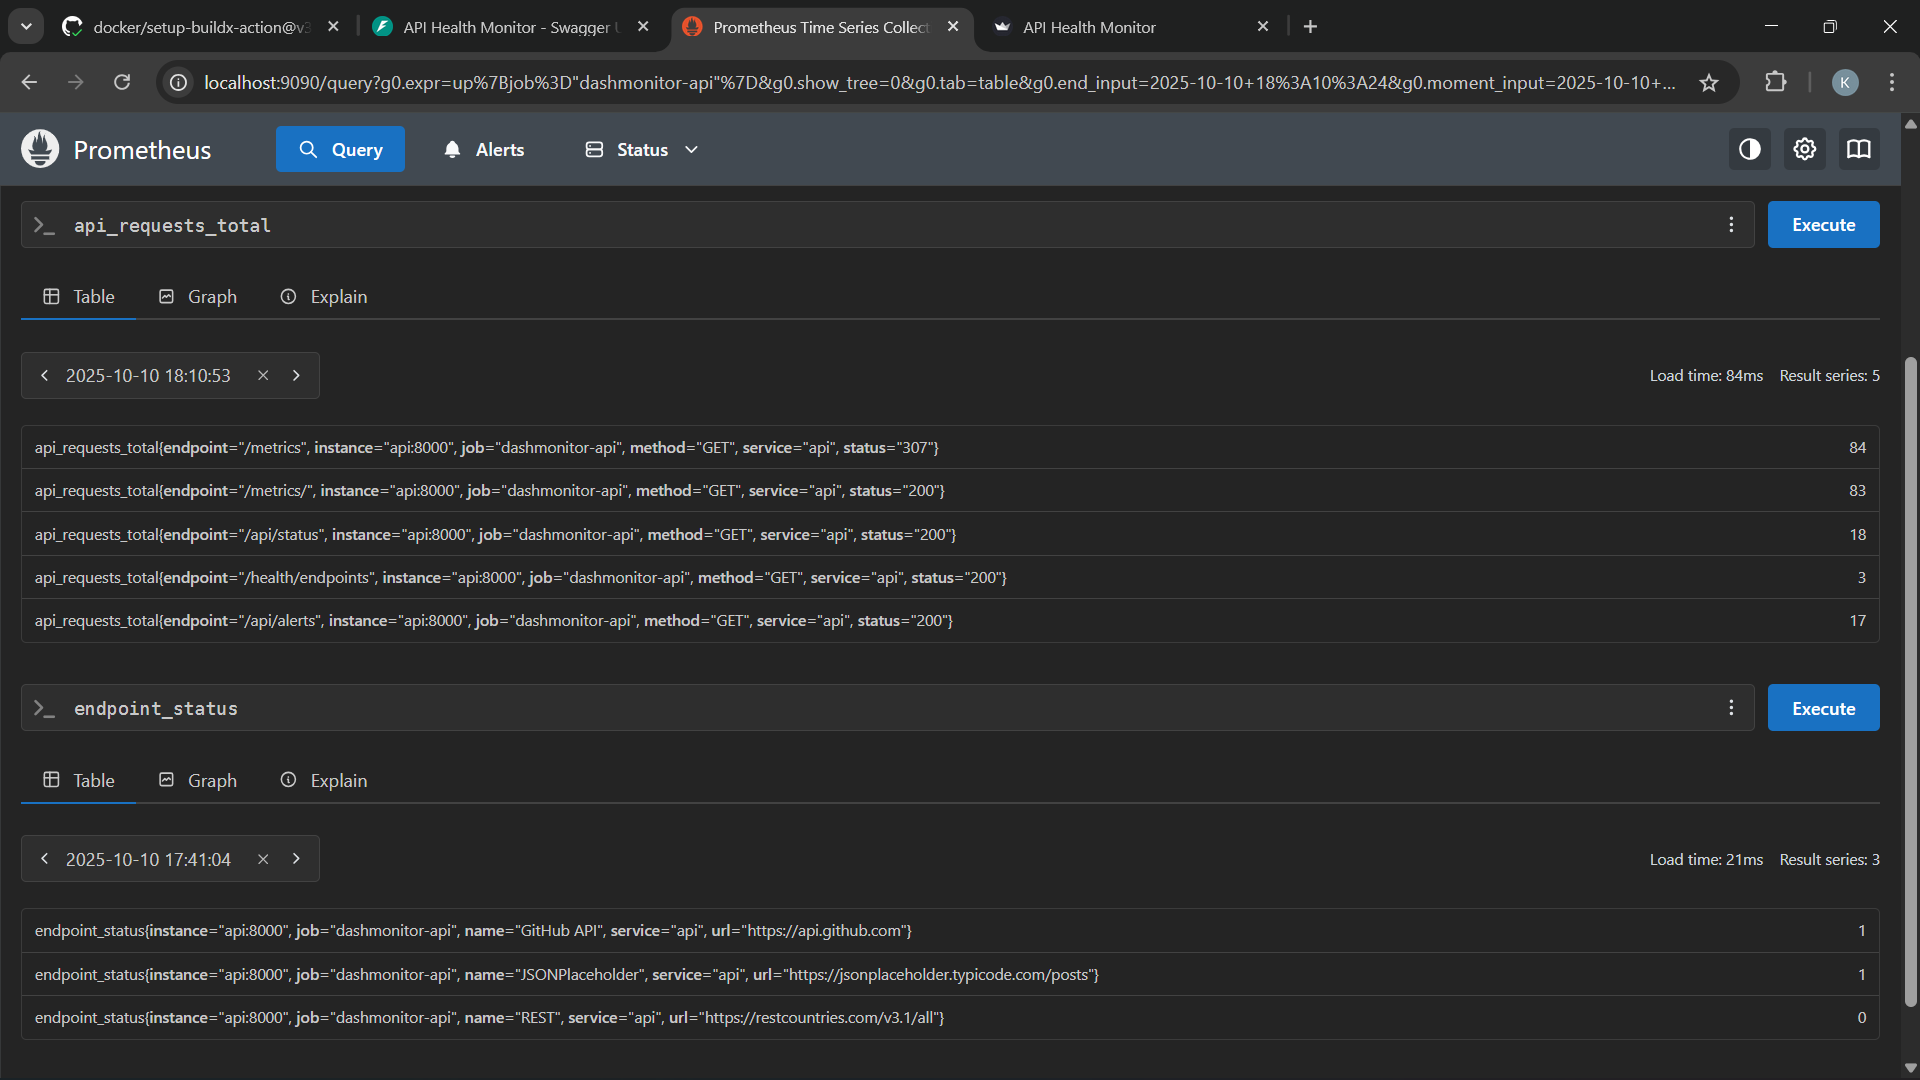 docker/setup-buildx-action@v3
API Health Monitor - Swagger U
Prometheus Time Series Collect
API Health Monitor
localhost:9090/query?g0.expr=up%7Bjob%3D"dashmonitor-api"%7D&g0.show_tree=0&g0.tab=table&g0.end_input=2025-10-10+18%3A10%3A24&g0.moment_input=2025-10-10+...
K
Prometheus
Query
Alerts
Status
>_ api_requests_total
Execute
Table
Graph
Explain
2025-10-10 18:10:53
Load time: 84ms Result series: 5
api_requests_total{endpoint="/metrics", instance="api:8000", job="dashmonitor-api", method="GET", service="api", status="307"} 84
api_requests_total{endpoint="/metrics/", instance="api:8000", job="dashmonitor-api", method="GET", service="api", status="200"} 83
api_requests_total{endpoint="/api/status", instance="api:8000", job="dashmonitor-api", method="GET", service="api", status="200"} 18
api_requests_total{endpoint="/health/endpoints", instance="api:8000", job="dashmonitor-api", method="GET", service="api", status="200"} 3
api_requests_total{endpoint="/api/alerts", instance="api:8000", job="dashmonitor-api", method="GET", service="api", status="200"} 17
>_ endpoint_status
Execute
Table
Graph
Explain
2025-10-10 17:41:04
Load time: 21ms Result series: 3
endpoint_status{instance="api:8000", job="dashmonitor-api", name="GitHub API", service="api", url="https://api.github.com"} 1
endpoint_status{instance="api:8000", job="dashmonitor-api", name="JSONPlaceholder", service="api", url="https://jsonplaceholder.typicode.com/posts"} 1
endpoint_status{instance="api:8000", job="dashmonitor-api", name="REST", service="api", url="https://restcountries.com/v3.1/all"} 0